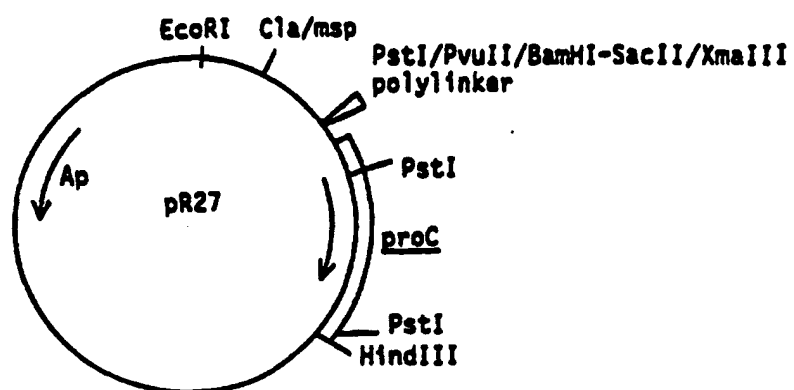 EcoRI Cla/msp
PstI/PvuII/BamHI-SacII/XmaIII
polylinker
PstI
Ap
pR27
proC
PstI
HindIII